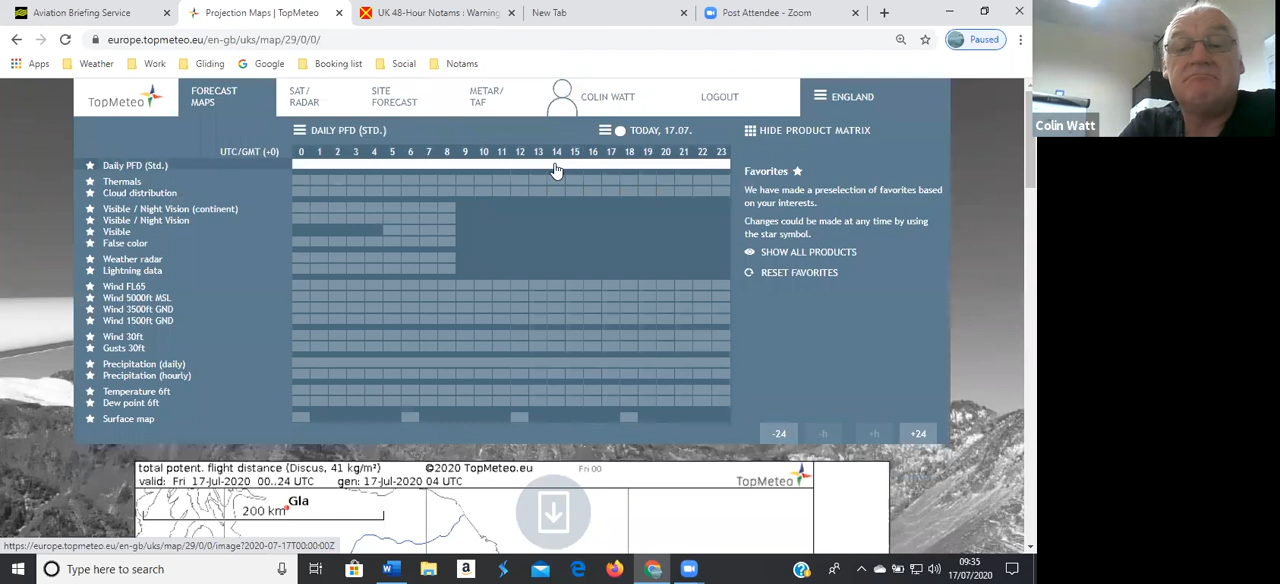 Aviation Briefing Service
Projection Maps | TopMeteo
UK 48-Hour Notams : Warning
New Tab
Post Attendee - Zoom
europe.topmeteo.eu/en-gb/uks/map/29/0/0/
Paused
Apps
Weather
Work
Gliding
Google
Booking list
Social
Notams
TopMeteo
FORECAST
MAPS
SAT/
RADAR
SITE
FORECAST
METAR/
TAF
COLIN WATT
LOGOUT
ENGLAND
Colin Watt
DAILY PFD (STD.)
TODAY, 17.07.
HIDE PRODUCT MATRIX
UTC/GMT (+0) 0 1 2 3 4 5 6 7 8 9 10 11 12 13 14 15 16 17 18 19 20 21 22 23
Daily PFD (Std.)
Thermals
Cloud distribution
Visible / Night Vision (continent)
Visible / Night Vision
Visible
False color
Weather radar
Lightning data
Wind FL65
Wind 5000ft MSL
Wind 3500ft GND
Wind 1500ft GND
Wind 30ft
Gusts 30ft
Precipitation (daily)
Precipitation (hourly)
Temperature 6ft
Dew point 6ft
Surface map
Favorites
We have made a preselection of favorites based
on your interests.
Changes could be made at any time by using
the star symbol.
SHOW ALL PRODUCTS
RESET FAVORITES
-24 -h +h +24
total potent. flight distance (Discus, 41 kg/m²) ©2020 TopMeteo.eu Fri 00
valid: Fri 17-Jul-2020 00..24 UTC gen: 17-Jul-2020 04 UTC
TopMeteo
Gla
200 km
https://europe.topmeteo.eu/en-gb/uks/map/29/0/0/image?2020-07-17T00:00:00Z
Type here to search
09:35
17/07/2020